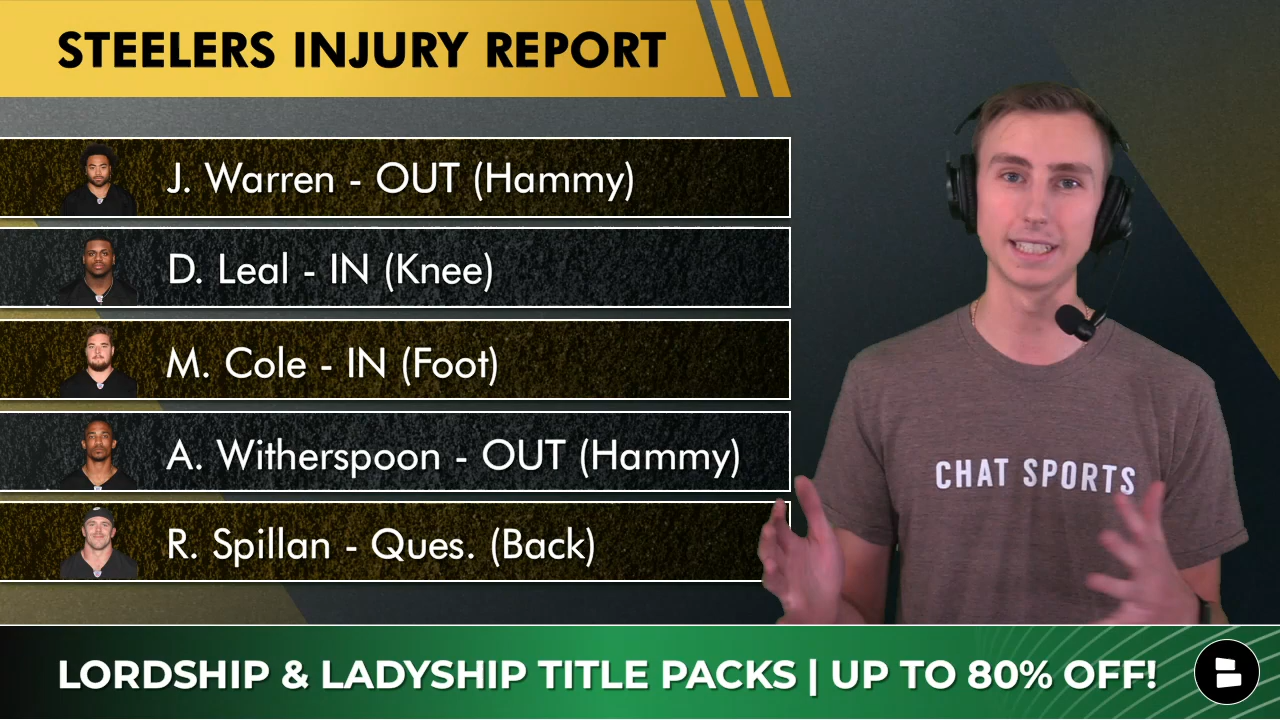 STEELERS INJURY REPORT
J. Warren - OUT (Hammy)
D. Leal - IN (Knee)
M. Cole - IN (Foot)
A. Witherspoon - OUT (Hammy)
R. Spillan - Ques. (Back)
CHAT SPORTS
LORDSHIP & LADYSHIP TITLE PACKS | UP TO 80% OFF!